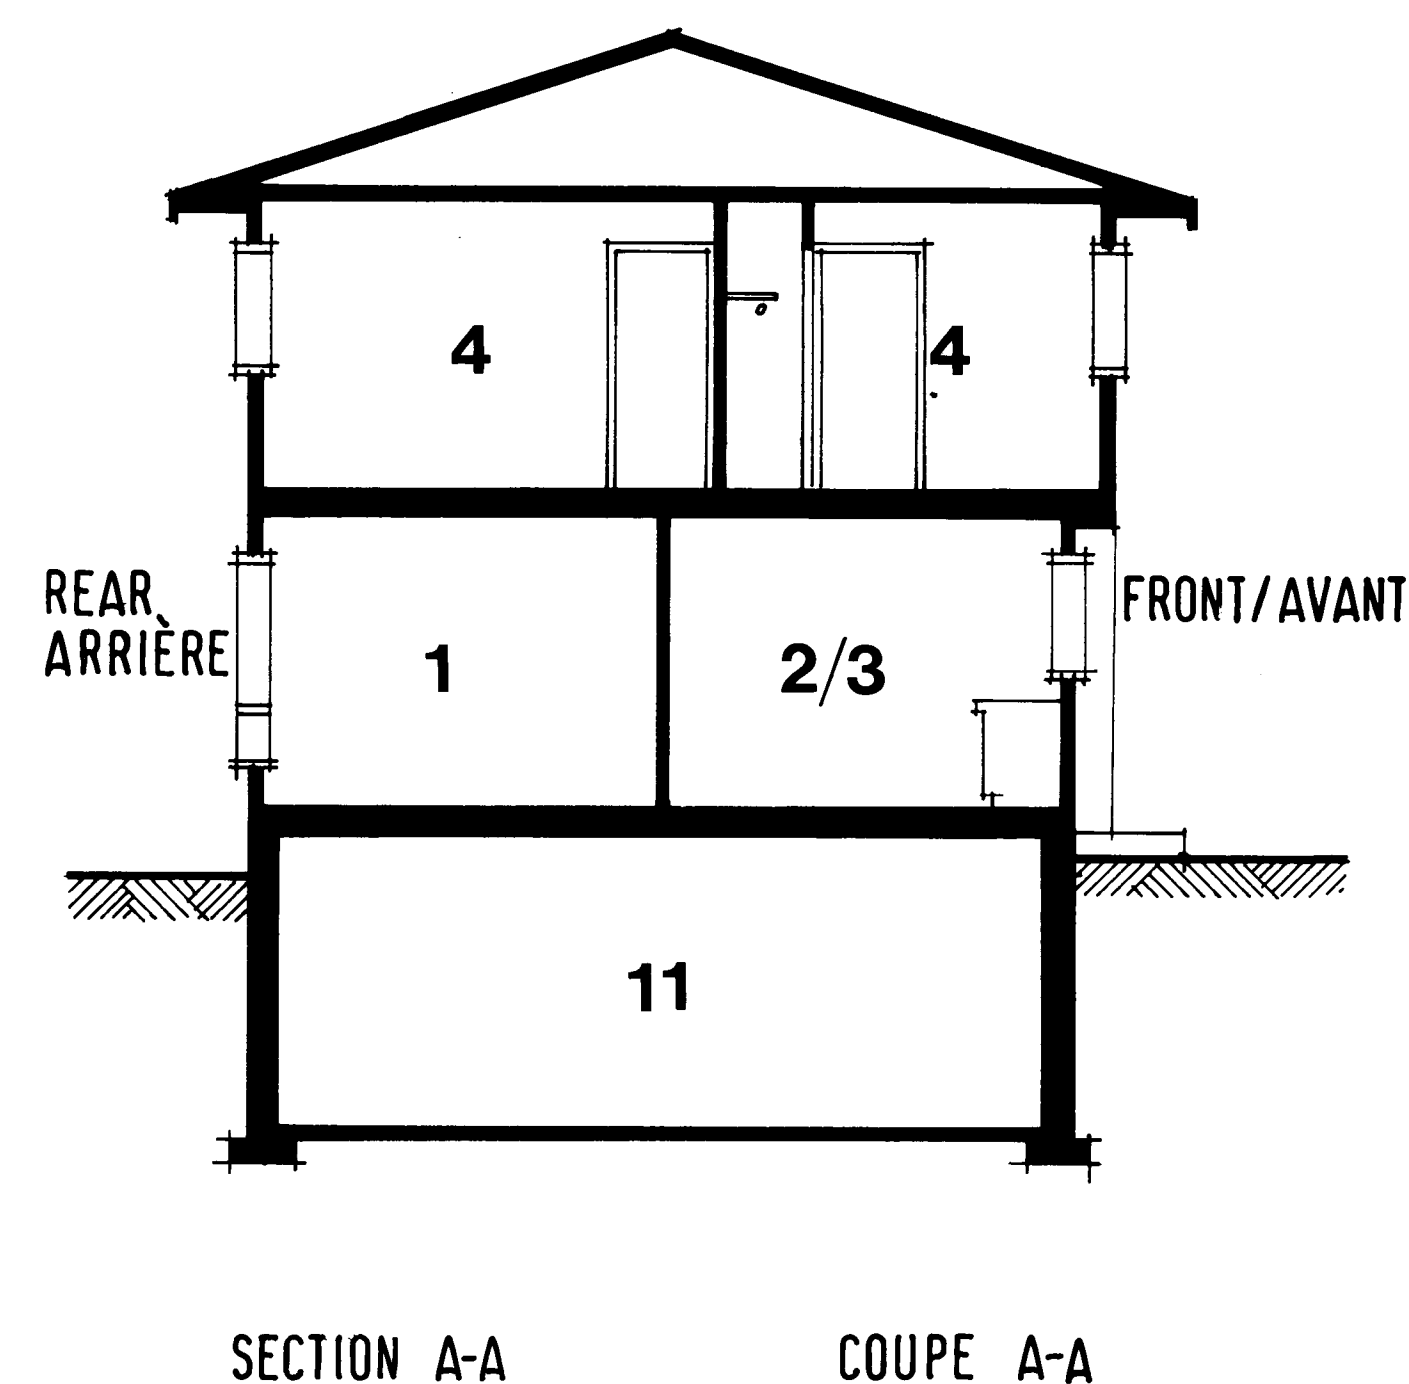 4
4
REAR
ARRIÈRE
FRONT/AVANT
1
2/3
11
SECTION A-A
COUPE A-A